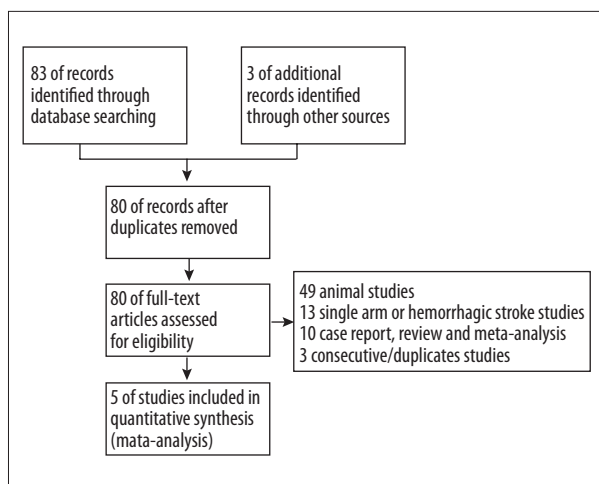 83 of records
identified through
database searching
3 of additional
records identified
through other sources
80 of records after
duplicates removed
80 of full-text
articles assessed
for eligibility
49 animal studies
13 single arm or hemorrhagic stroke studies
10 case report, review and meta-analysis
3 consecutive/duplicates studies
5 of studies included in
quantitative synthesis
(mata-analysis)